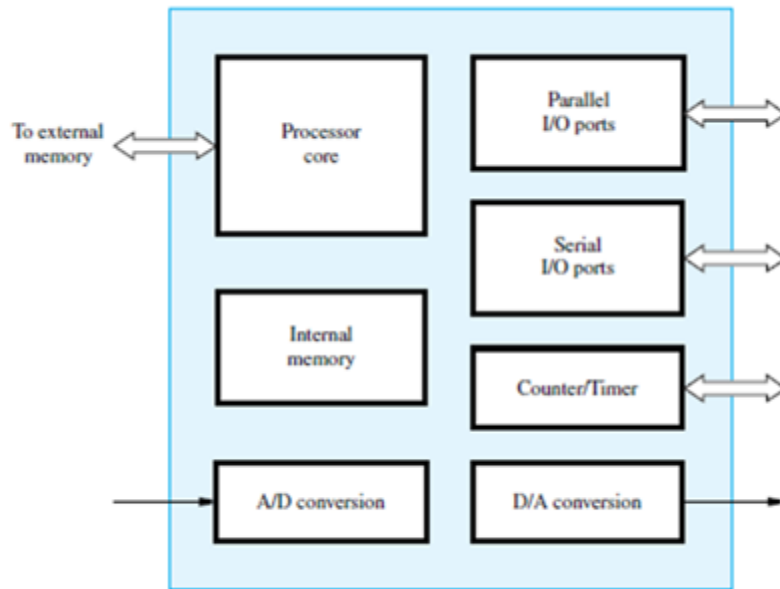 To external
memory
Processor
core
Parallel
I/O ports
Serial
I/O ports
Internal
memory
Counter/Timer
A/D conversion
D/A conversion